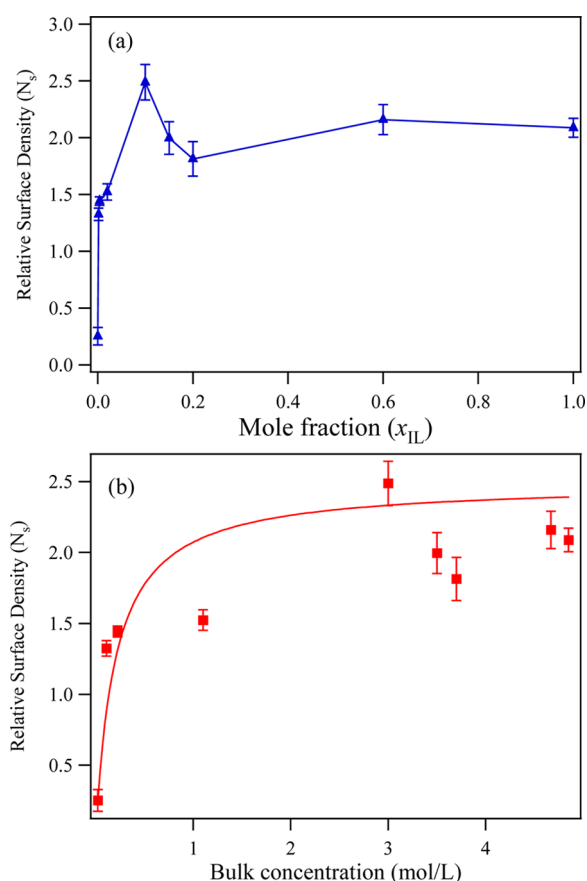 (a)
Relative Surface Density (Nₛ)
3.0
2.5
2.0
1.5
1.0
0.5
0.0
0.0 0.2 0.4 0.6 0.8 1.0
Mole fraction (x_IL)
(b)
Relative Surface Density (Nₛ)
2.5
2.0
1.5
1.0
0.5
1 2 3 4
Bulk concentration (mol/L)